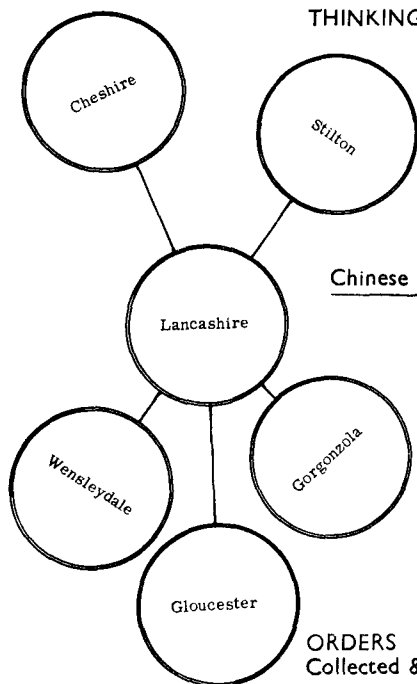 THINKING
Cheshire
Stilton
Chinese
Lancashire
Wensleydale
Gorgonzola
Gloucester
ORDERS
Collected &